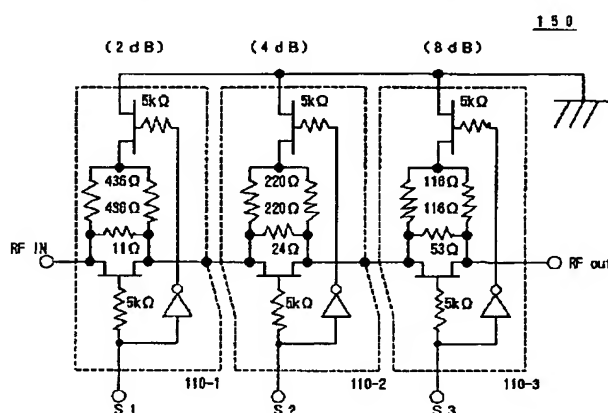 150
(2dB) (4dB) (8dB)
5kΩ 5kΩ 5kΩ
436Ω 220Ω 116Ω
436Ω 220Ω 116Ω
11Ω 24Ω 53Ω
RF IN RF out
5kΩ 5kΩ 5kΩ
110-1 110-2 110-3
S1 S2 S3